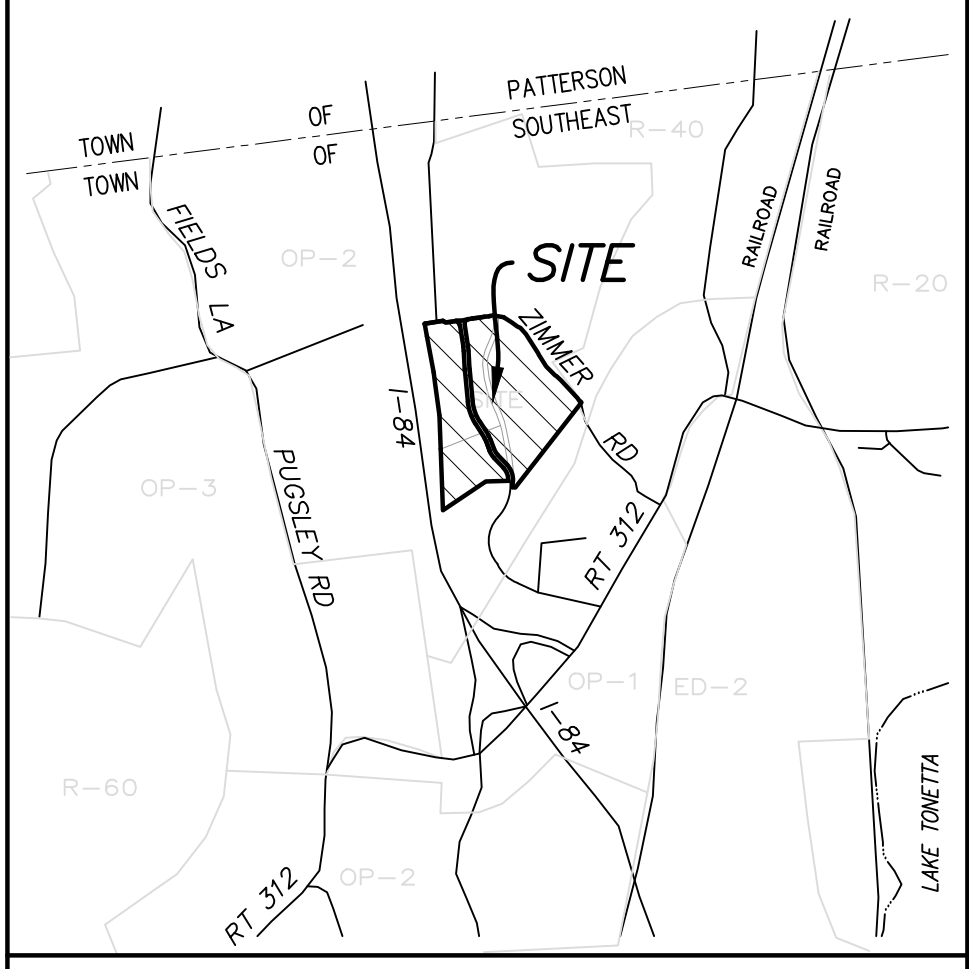 PATTERSON
SOUTHEAST
R-40
OF
OF
TOWN
TOWN
FIELDS LA
OP-2
SITE
RAILROAD
RAILROAD
R-20
ZIMMER RD
SITE
I-84
OP-3
PUGSLEY RD
RT 312
OP-1
ED-2
I-84
R-60
LAKE TONETTA
OP-2
RT 312